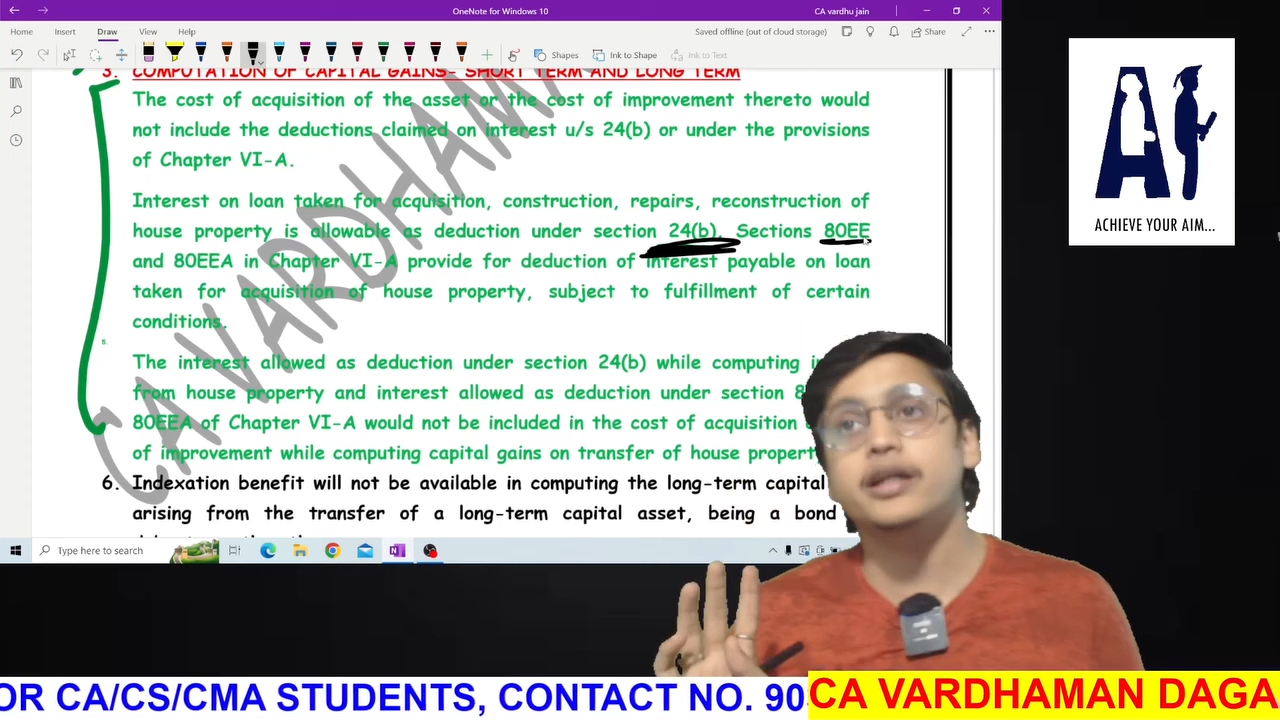 OneNote for Windows 10
CA vardhu jain
Home Insert Draw View Help
Saved offline (out of cloud storage)
Share
Shapes
Ink to Shape
Ink to Text
3. COMPUTATION OF CAPITAL GAINS- SHORT TERM AND LONG TERM
The cost of acquisition of the asset or the cost of improvement thereto would
not include the deductions claimed on interest u/s 24(b) or under the provisions
of Chapter VI-A.
Interest on loan taken for acquisition, construction, repairs, reconstruction of
house property is allowable as deduction under section 24(b). Sections 80EE
and 80EEA in Chapter VI-A provide for deduction of interest payable on loan
taken for acquisition of house property, subject to fulfillment of certain
conditions.
5.
The interest allowed as deduction under section 24(b) while computing
from house property and interest allowed as deduction under section
80EEA of Chapter VI-A would not be included in the cost of acquisition
of improvement while computing capital gains on transfer of house
6. Indexation benefit will not be available in computing the long-term capital
arising from the transfer of a long-term capital asset, being a bond
CA VARDHAMA
Type here to search
ACHIEVE YOUR AIM...
OR CA/CS/CMA STUDENTS, CONTACT NO. 90
CA VARDHAMAN DAGA